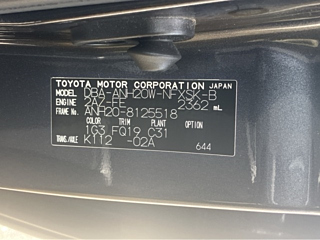 TOYOTA MOTOR CORPORATION JAPAN
MODEL DBA-ANH20W-NFXSK-B
ENGINE 2AZ-FE 2362 mL
FRAME No. ANH20-8125518
COLOR TRIM PLANT OPTION
1G3 FQ19 C31
TRANS./AXLE K112 -02A
644